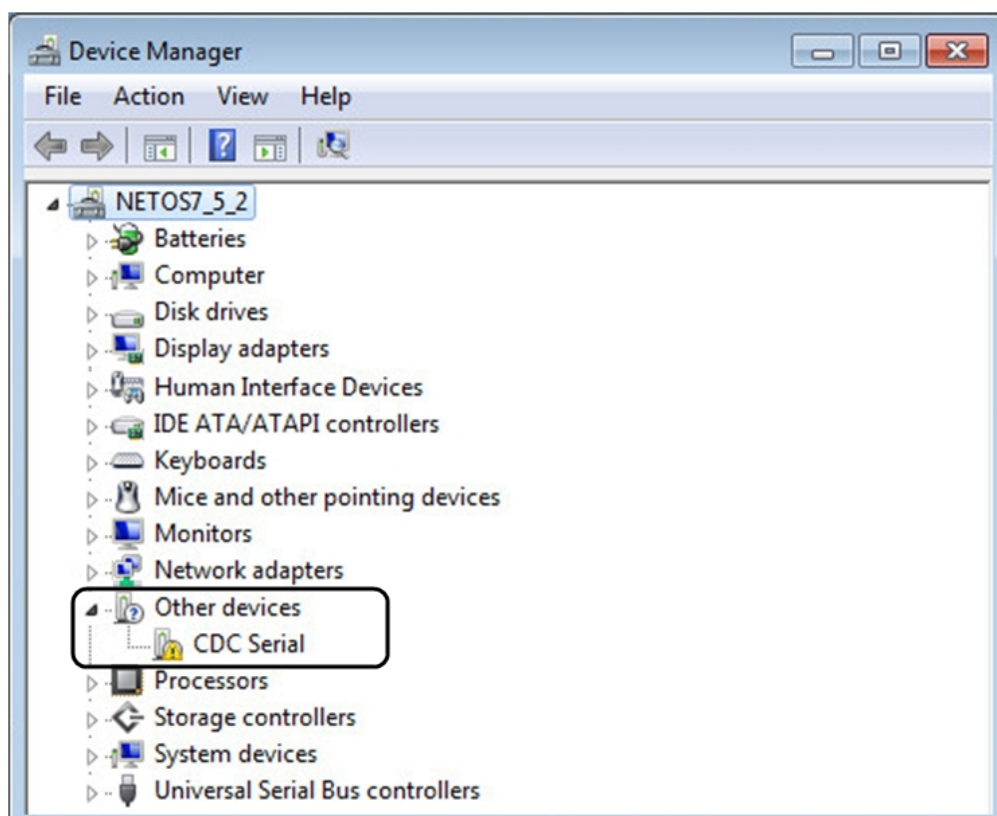 Device Manager
File Action View Help
NETOS7_5_2
Batteries
Computer
Disk drives
Display adapters
Human Interface Devices
IDE ATA/ATAPI controllers
Keyboards
Mice and other pointing devices
Monitors
Network adapters
Other devices
CDC Serial
Processors
Storage controllers
System devices
Universal Serial Bus controllers